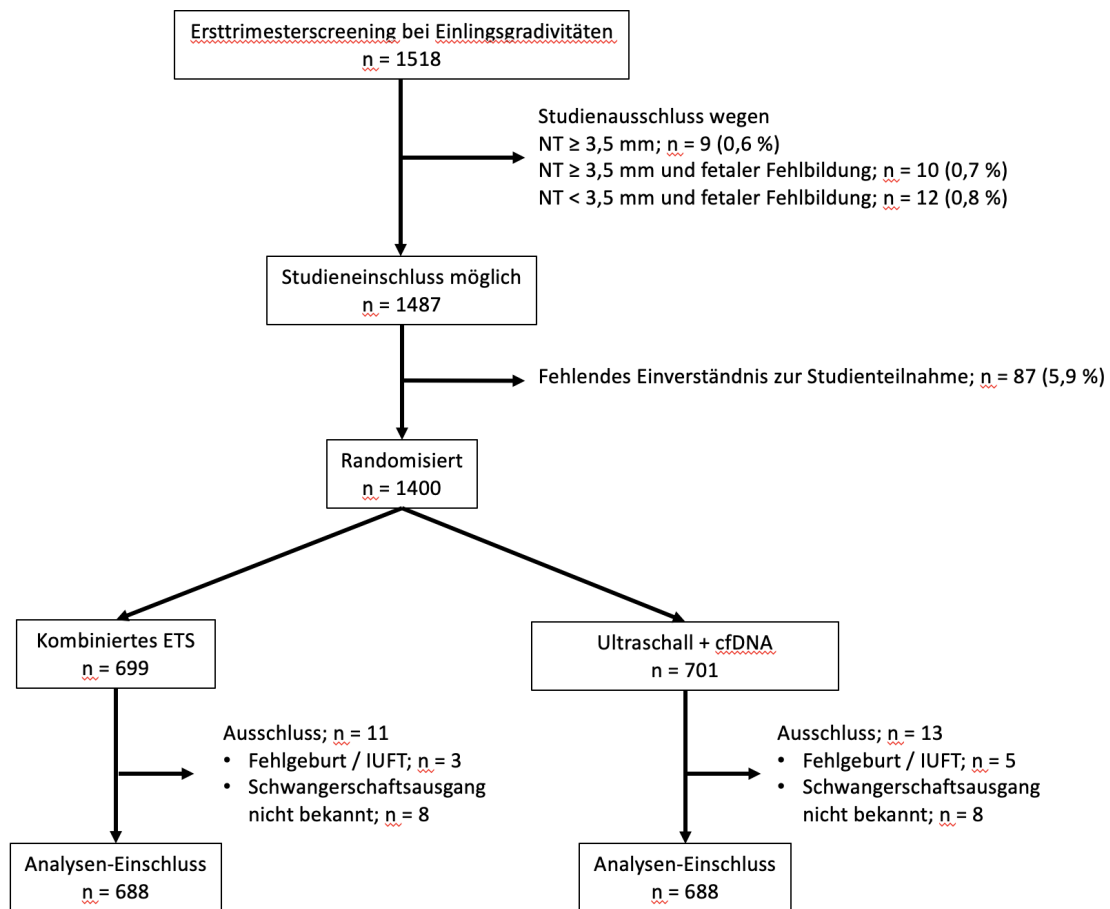 Ersttrimesterscreening bei Einlingsgradivitäten
n = 1518
Studienausschluss wegen
NT ≥ 3,5 mm; n = 9 (0,6 %)
NT ≥ 3,5 mm und fetaler Fehlbildung; n = 10 (0,7 %)
NT < 3,5 mm und fetaler Fehlbildung; n = 12 (0,8 %)
Studieneinschluss möglich
n = 1487
Fehlendes Einverständnis zur Studienteilnahme; n = 87 (5,9 %)
Randomisiert
n = 1400
Kombiniertes ETS
n = 699
Ultraschall + cfDNA
n = 701
Ausschluss; n = 11
• Fehlgeburt / IUFT; n = 3
• Schwangerschaftsausgang
nicht bekannt; n = 8
Ausschluss; n = 13
• Fehlgeburt / IUFT; n = 5
• Schwangerschaftsausgang
nicht bekannt; n = 8
Analysen-Einschluss
n = 688
Analysen-Einschluss
n = 688